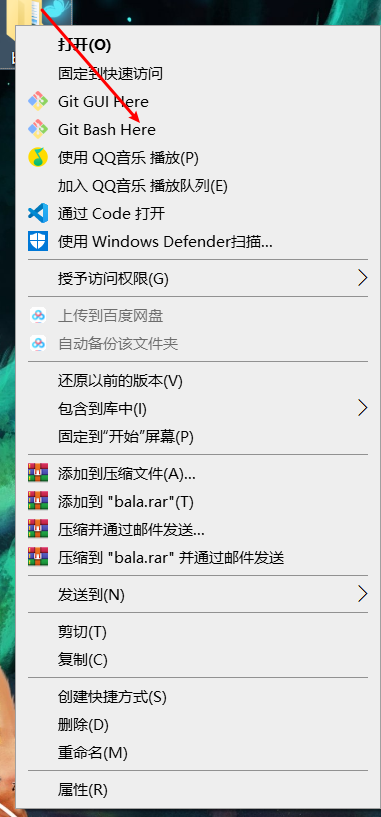 打开(O)
固定到快速访问
Git GUI Here
Git Bash Here
使用 QQ音乐 播放(P)
加入 QQ音乐 播放队列(E)
通过 Code 打开
使用 Windows Defender扫描...
授予访问权限(G)
上传到百度网盘
自动备份该文件夹
还原以前的版本(V)
包含到库中(I)
固定到“开始”屏幕(P)
添加到压缩文件(A)...
添加到 "bala.rar"(T)
压缩并通过邮件发送...
压缩到 "bala.rar" 并通过邮件发送
发送到(N)
剪切(T)
复制(C)
创建快捷方式(S)
删除(D)
重命名(M)
属性(R)